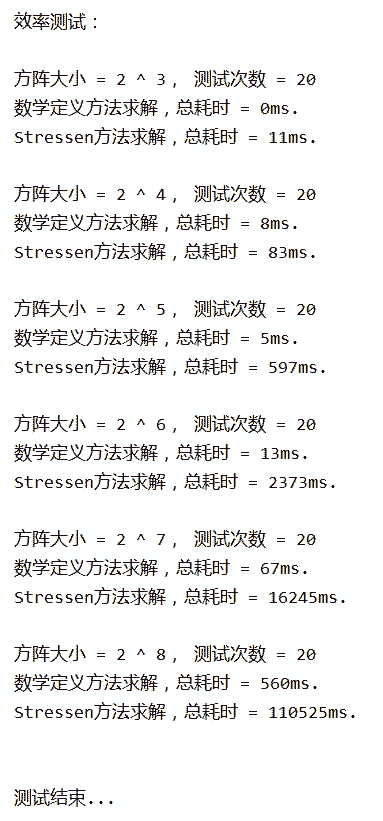 效率测试：
方阵大小 = 2 ^ 3， 测试次数 = 20
数学定义方法求解，总耗时 = 0ms.
Stressen方法求解，总耗时 = 11ms.
方阵大小 = 2 ^ 4， 测试次数 = 20
数学定义方法求解，总耗时 = 8ms.
Stressen方法求解，总耗时 = 83ms.
方阵大小 = 2 ^ 5， 测试次数 = 20
数学定义方法求解，总耗时 = 5ms.
Stressen方法求解，总耗时 = 597ms.
方阵大小 = 2 ^ 6， 测试次数 = 20
数学定义方法求解，总耗时 = 13ms.
Stressen方法求解，总耗时 = 2373ms.
方阵大小 = 2 ^ 7， 测试次数 = 20
数学定义方法求解，总耗时 = 67ms.
Stressen方法求解，总耗时 = 16245ms.
方阵大小 = 2 ^ 8， 测试次数 = 20
数学定义方法求解，总耗时 = 560ms.
Stressen方法求解，总耗时 = 110525ms.
测试结束...